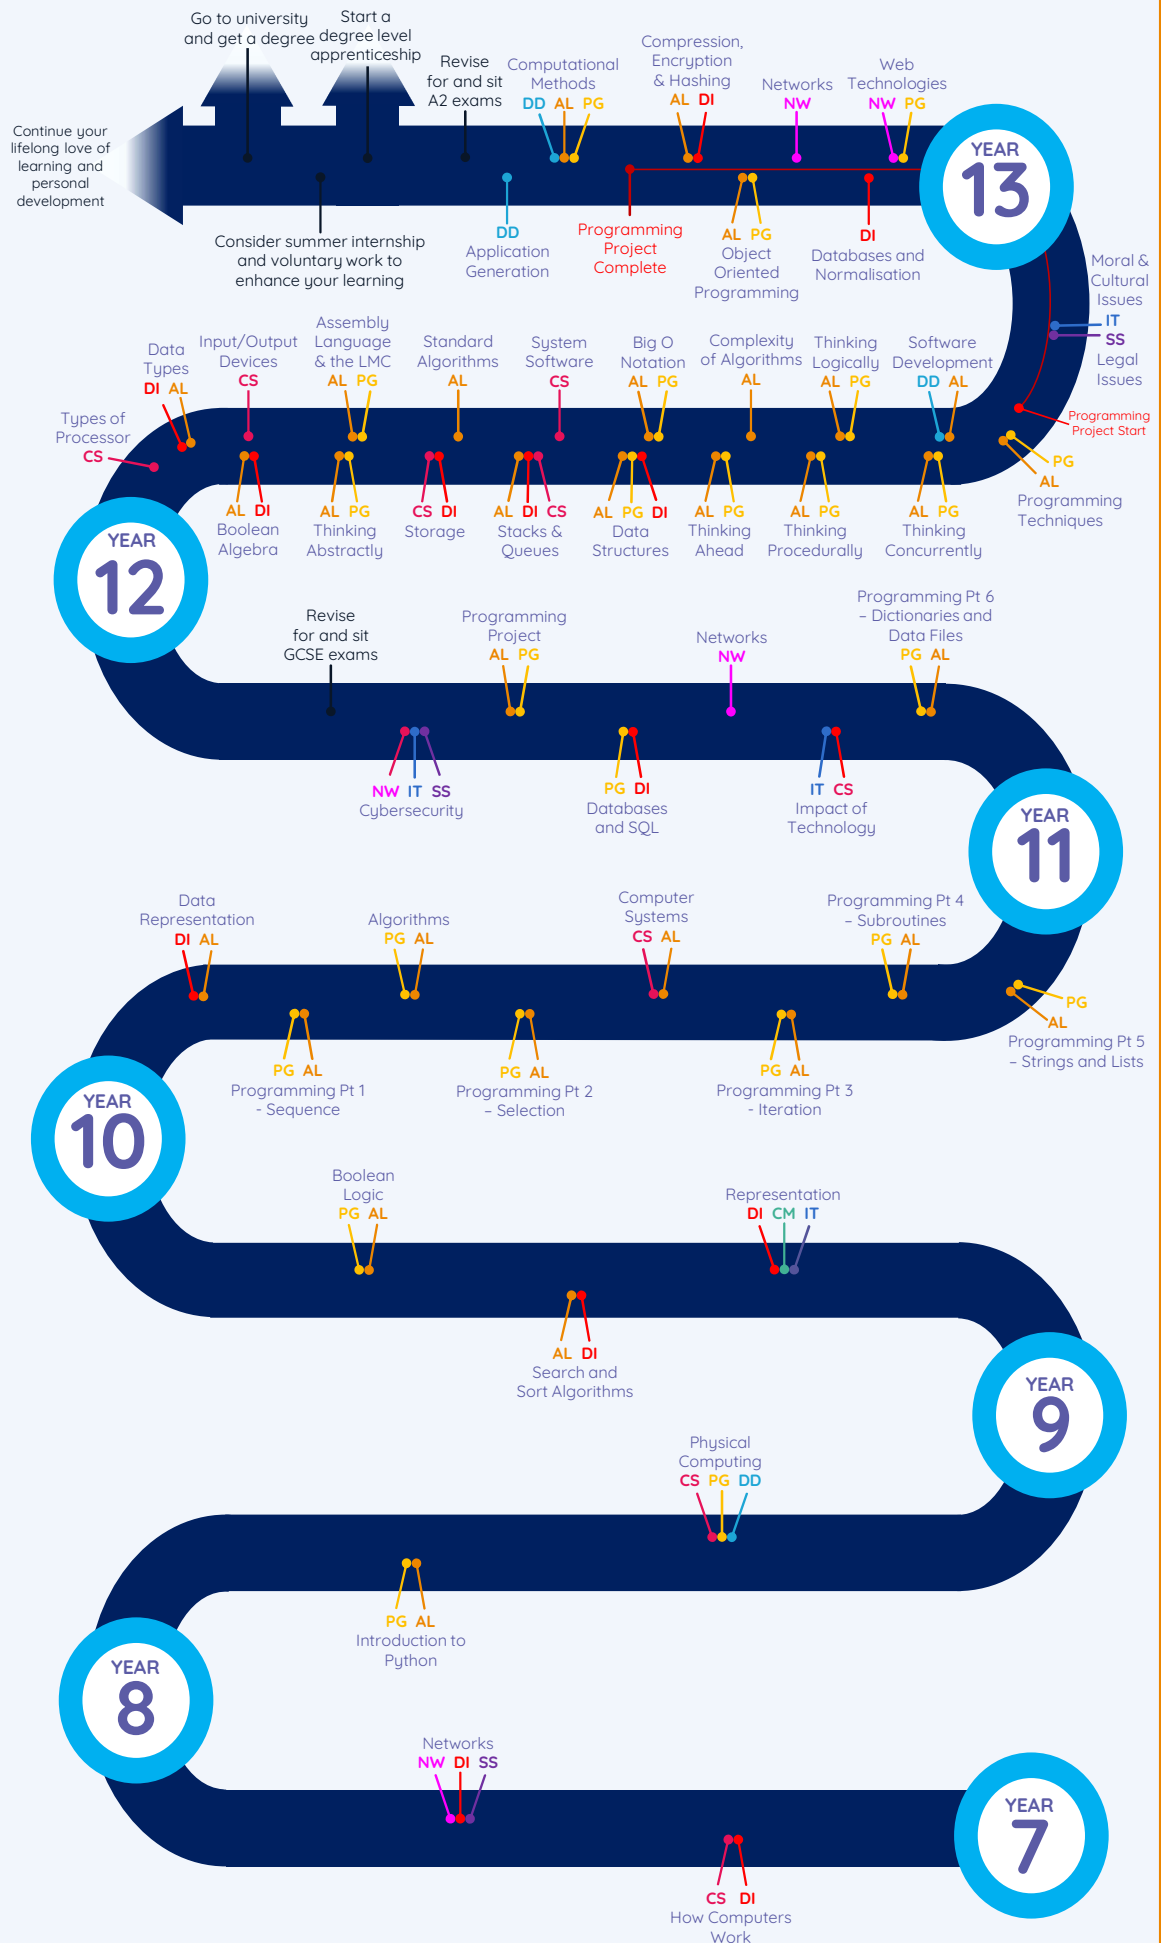 Go to university
and get a degree
Start a
degree level
apprenticeship
Revise
for and sit
A2 exams
Computational
Methods
DD AL PG
Compression,
Encryption
& Hashing
AL DI
Networks
NW
Web
Technologies
NW PG
Continue your
lifelong love of
learning and
personal
development
YEAR
13
Consider summer internship
and voluntary work to
enhance your learning
DD
Application
Generation
Programming
Project
Complete
AL PG
Object
Oriented
Programming
DI
Databases and
Normalisation
Moral &
Cultural
Issues
IT
SS
Legal
Issues
Programming
Project Start
PG
AL
Programming
Techniques
Types of
Processor
CS
Data
Types
DI AL
Input/Output
Devices
CS
Assembly
Language
& the LMC
AL PG
Standard
Algorithms
AL
System
Software
CS
Big O
Notation
AL PG
Complexity
of Algorithms
AL
Thinking
Logically
AL PG
Software
Development
DD AL
AL DI
Boolean
Algebra
AL PG
Thinking
Abstractly
CS DI
Storage
AL DI CS
Stacks &
Queues
AL PG DI
Data
Structures
AL PG
Thinking
Ahead
AL PG
Thinking
Procedurally
AL PG
Thinking
Concurrently
YEAR
12
Revise
for and sit
GCSE exams
Programming
Project
AL PG
Networks
NW
Programming Pt 6
– Dictionaries and
Data Files
PG AL
NW IT SS
Cybersecurity
PG DI
Databases
and SQL
IT CS
Impact of
Technology
YEAR
11
Data
Representation
DI AL
Algorithms
PG AL
Computer
Systems
CS AL
Programming Pt 4
– Subroutines
PG AL
PG
AL
Programming Pt 5
– Strings and Lists
PG AL
Programming Pt 1
- Sequence
PG AL
Programming Pt 2
– Selection
PG AL
Programming Pt 3
- Iteration
YEAR
10
Boolean
Logic
PG AL
Representation
DI CM IT
AL DI
Search and
Sort Algorithms
YEAR
9
Physical
Computing
CS PG DD
PG AL
Introduction to
Python
YEAR
8
Networks
NW DI SS
YEAR
7
CS DI
How Computers
Work